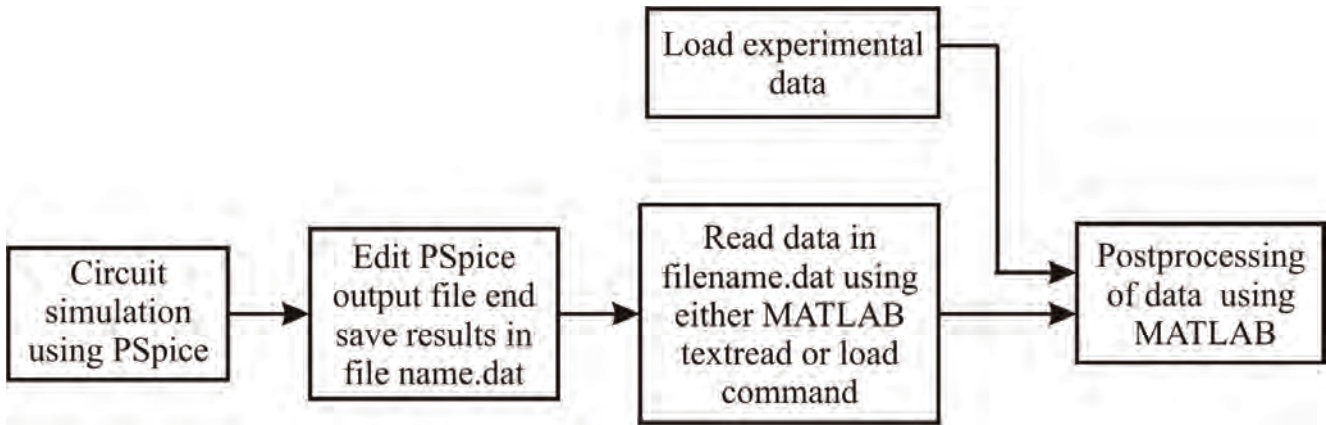 Load experimental
data
Circuit
simulation
using PSpice
Edit PSpice
output file end
save results in
file name.dat
Read data in
filename.dat using
either MATLAB
textread or load
command
Postprocessing
of data using
MATLAB